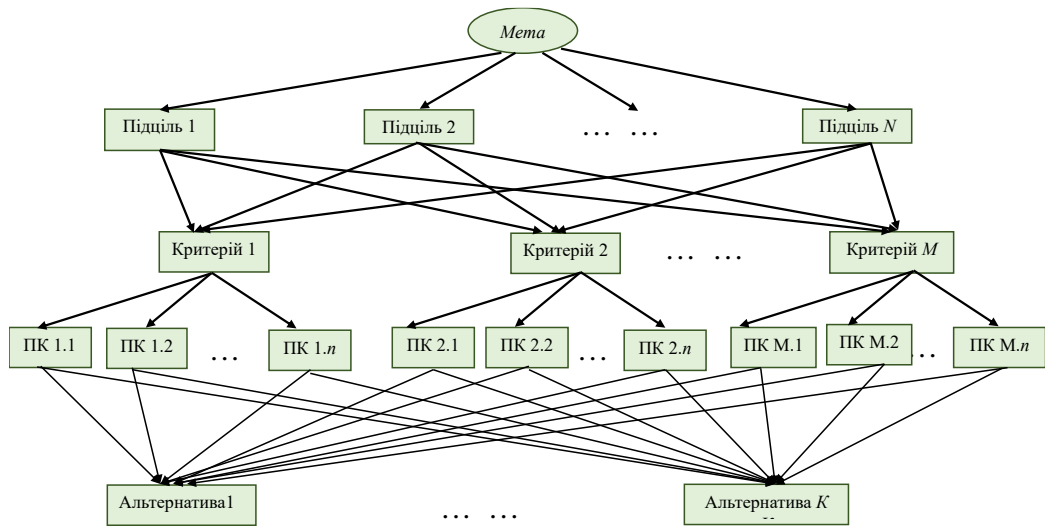 Мета
Підціль 1
Підціль 2
... ...
Підціль N
Критерій 1
Критерій 2
... ...
Критерій M
ПК 1.1
ПК 1.2
...
ПК 1.n
ПК 2.1
ПК 2.2
...
ПК 2.n
ПК М.1
ПК М.2
...
ПК М.n
Альтернатива1
... ...
Альтернатива K